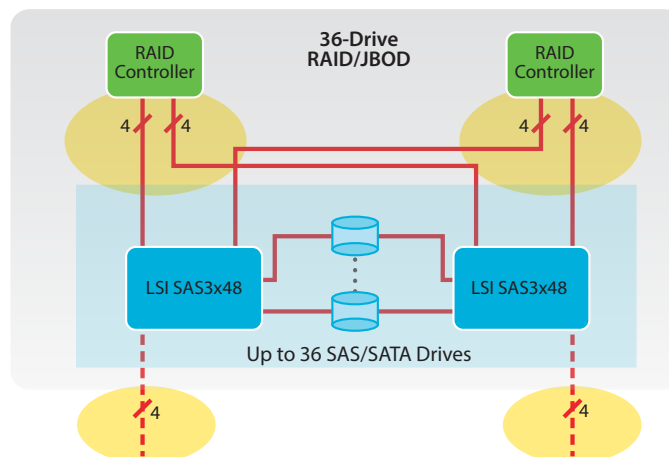 36-Drive
RAID/JBOD
RAID
Controller
RAID
Controller
4
4
4
4
LSI SAS3x48
LSI SAS3x48
Up to 36 SAS/SATA Drives
4
4